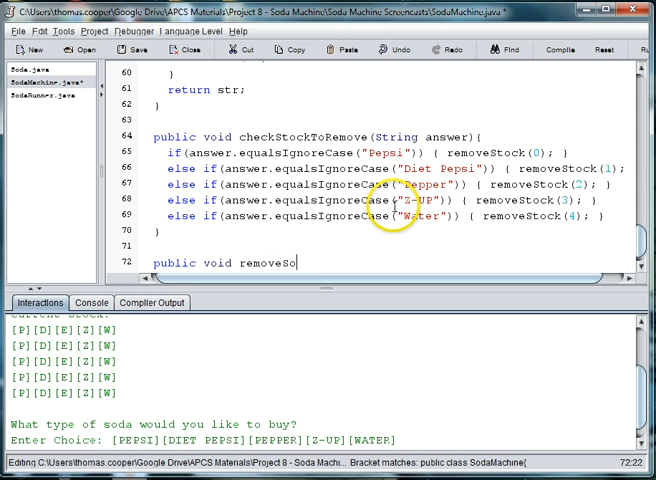 C:\Users\thomas.cooper\Google Drive\APCS Materials\Project 8 - Soda Machine\Soda Machine Screencasts\SodaMachine.java *
File Edit Tools Project Debugger Language Level Help
New Open Save Close Cut Copy Paste Undo Redo Find Compile Reset Ru
Soda.java
SodaMachine.java*
SodaRunner.java
60 }
61 return str;
62 }
63
64 public void checkStockToRemove(String answer){
65 if(answer.equalsIgnoreCase("Pepsi")) { removeStock(0); }
66 else if(answer.equalsIgnoreCase("Diet Pepsi")) { removeStock(1);
67 else if(answer.equalsIgnoreCase("Pepper")) { removeStock(2); }
68 else if(answer.equalsIgnoreCase("Z-UP")) { removeStock(3); }
69 else if(answer.equalsIgnoreCase("Water")) { removeStock(4); }
70 }
71
72 public void removeSo
Interactions Console Compiler Output
Current Stock:
[P][D][E][Z][W]
[P][D][E][Z][W]
[P][D][E][Z][W]
[P][D][E][Z][W]
[P][D][E][Z][W]
What type of soda would you like to buy?
Enter Choice: [PEPSI][DIET PEPSI][PEPPER][Z-UP][WATER]
Editing C:\Users\thomas.cooper\Google Drive\APCS Materials\Project 8 - Soda Machi... Bracket matches: public class SodaMachine{ 72:22